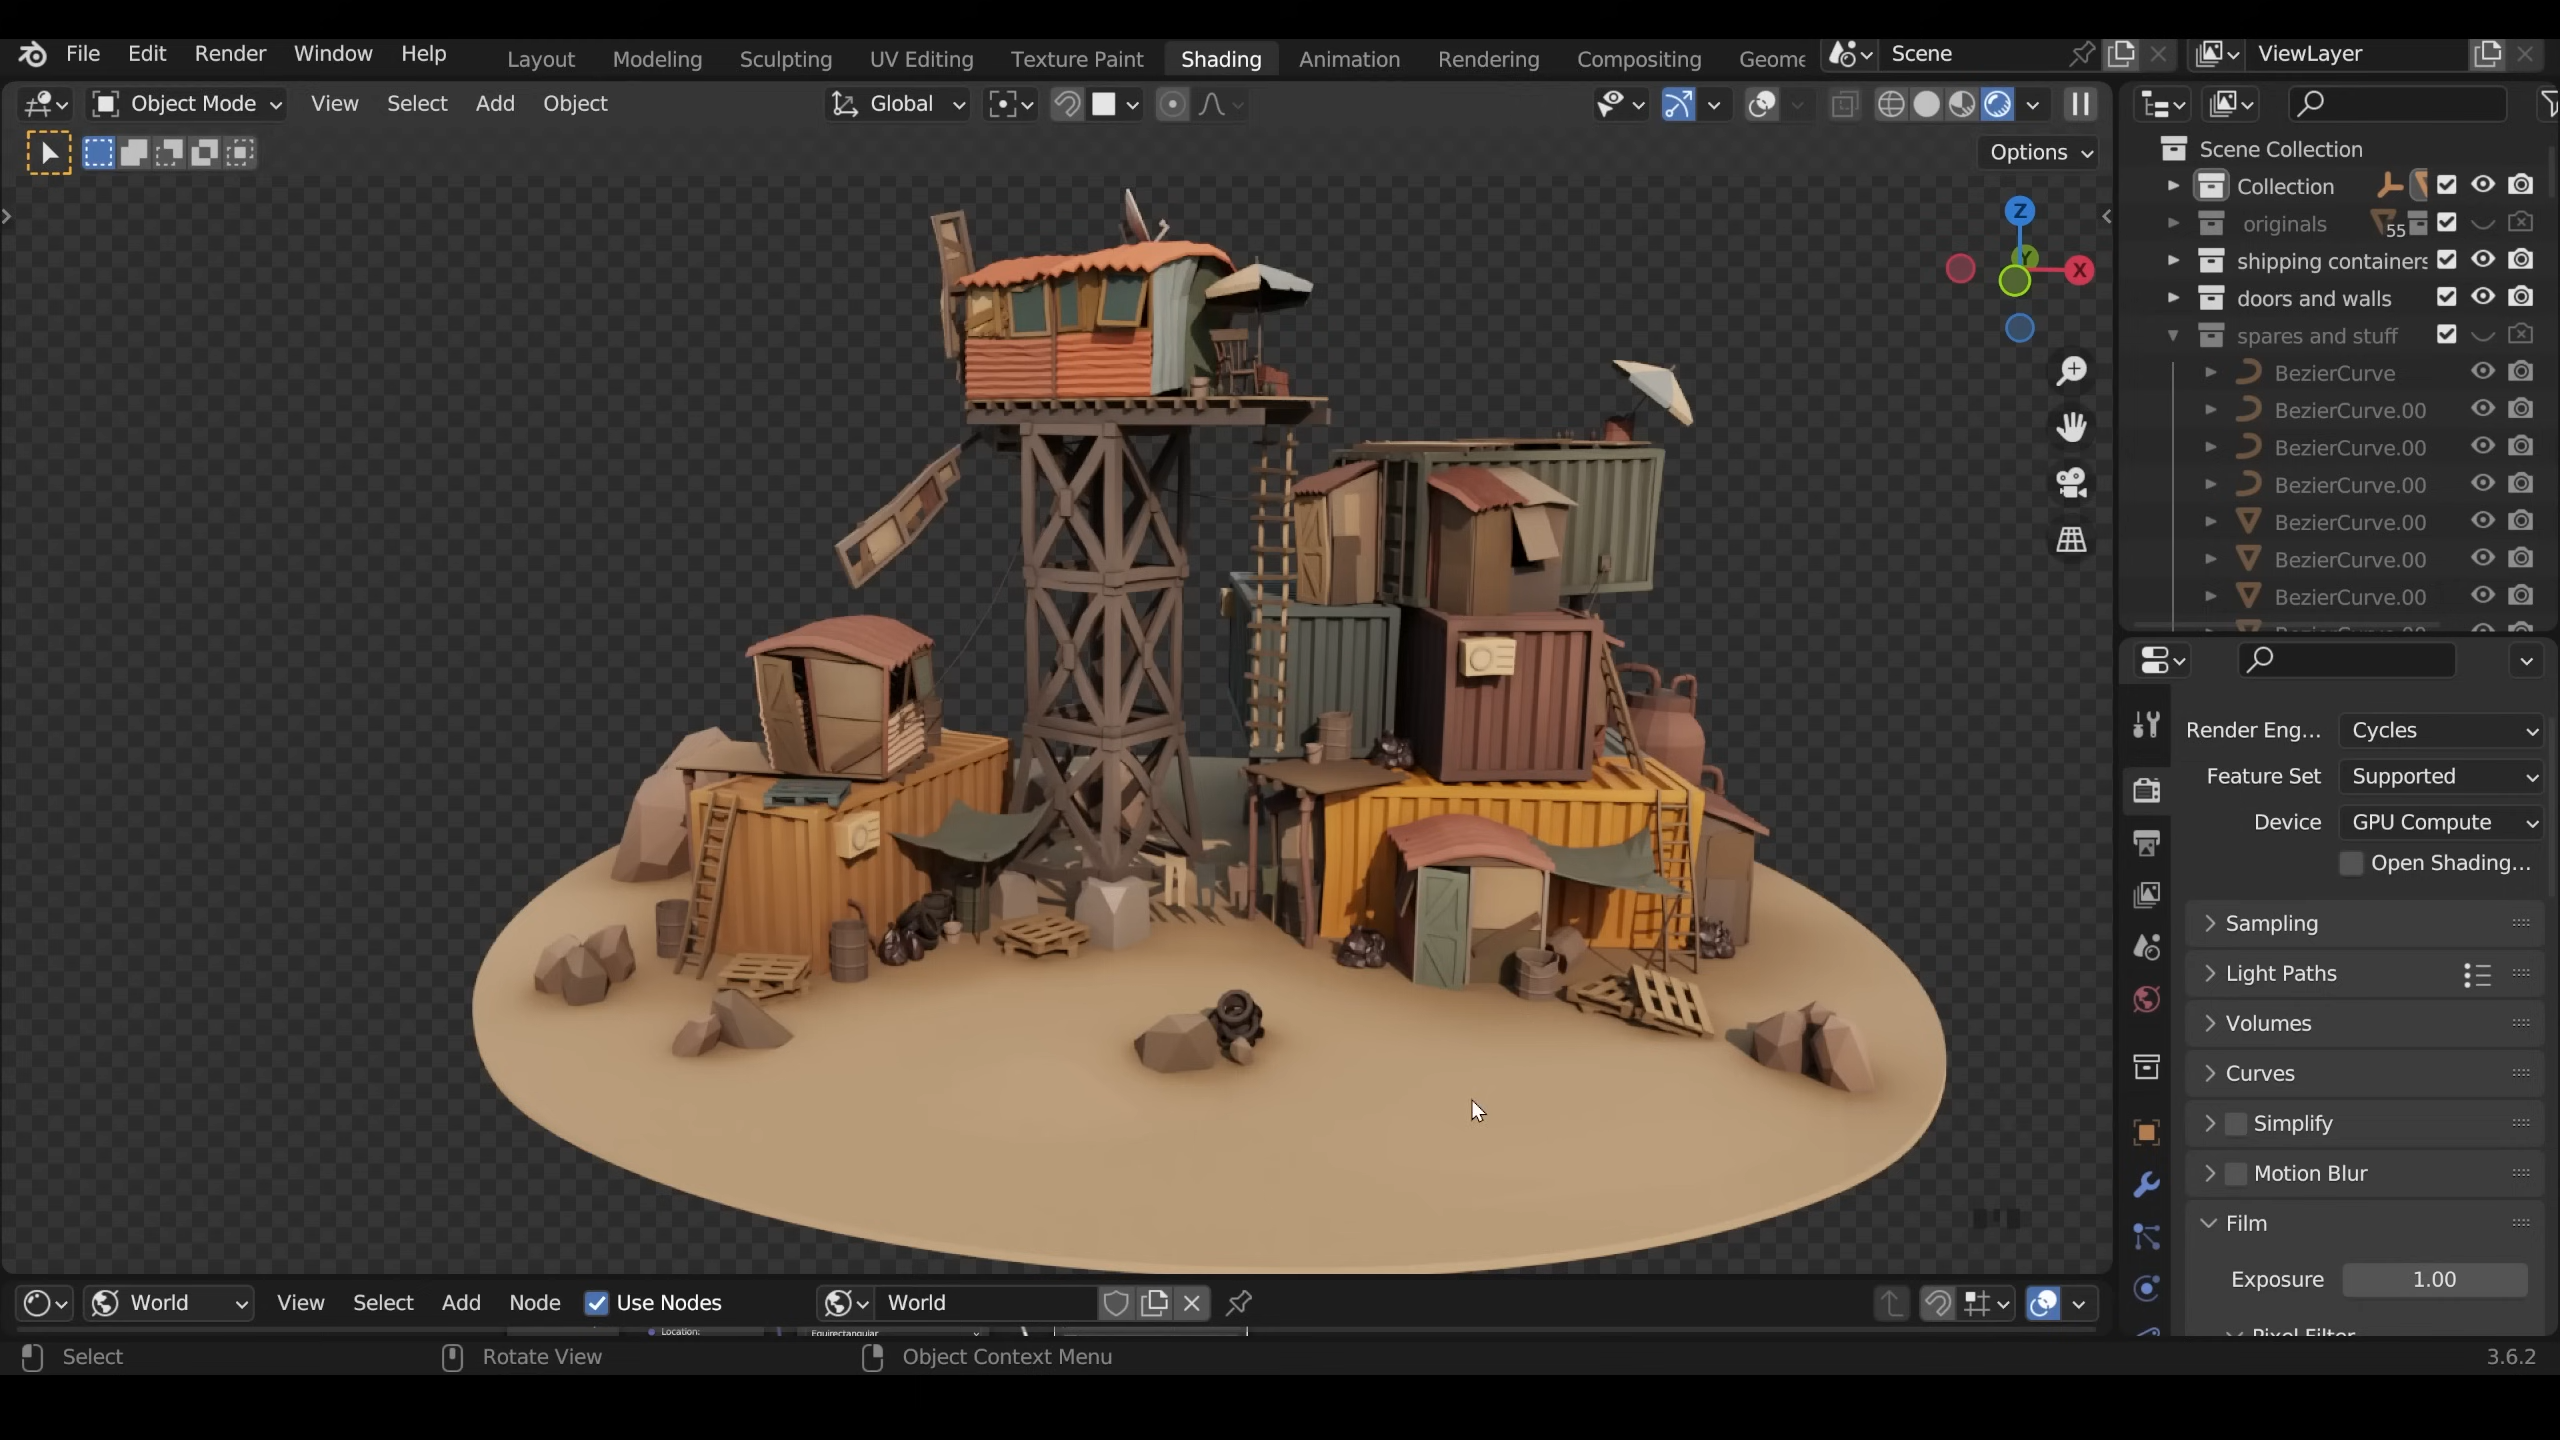 File Edit Render Window Help Layout Modeling Sculpting UV Editing Texture Paint Shading Animation Rendering Compositing Geome Scene ViewLayer
Object Mode View Select Add Object Global
Options
Scene Collection
Collection
originals 55
shipping containers
doors and walls
spares and stuff
BezierCurve
BezierCurve.00
BezierCurve.00
BezierCurve.00
BezierCurve.00
BezierCurve.00
BezierCurve.00
Z
Y
X
Render Eng... Cycles
Feature Set Supported
Device GPU Compute
Open Shading...
Sampling
Light Paths
Volumes
Curves
Simplify
Motion Blur
Film
Exposure 1.00
World View Select Add Node Use Nodes World
Location:
Select Rotate View Object Context Menu 3.6.2